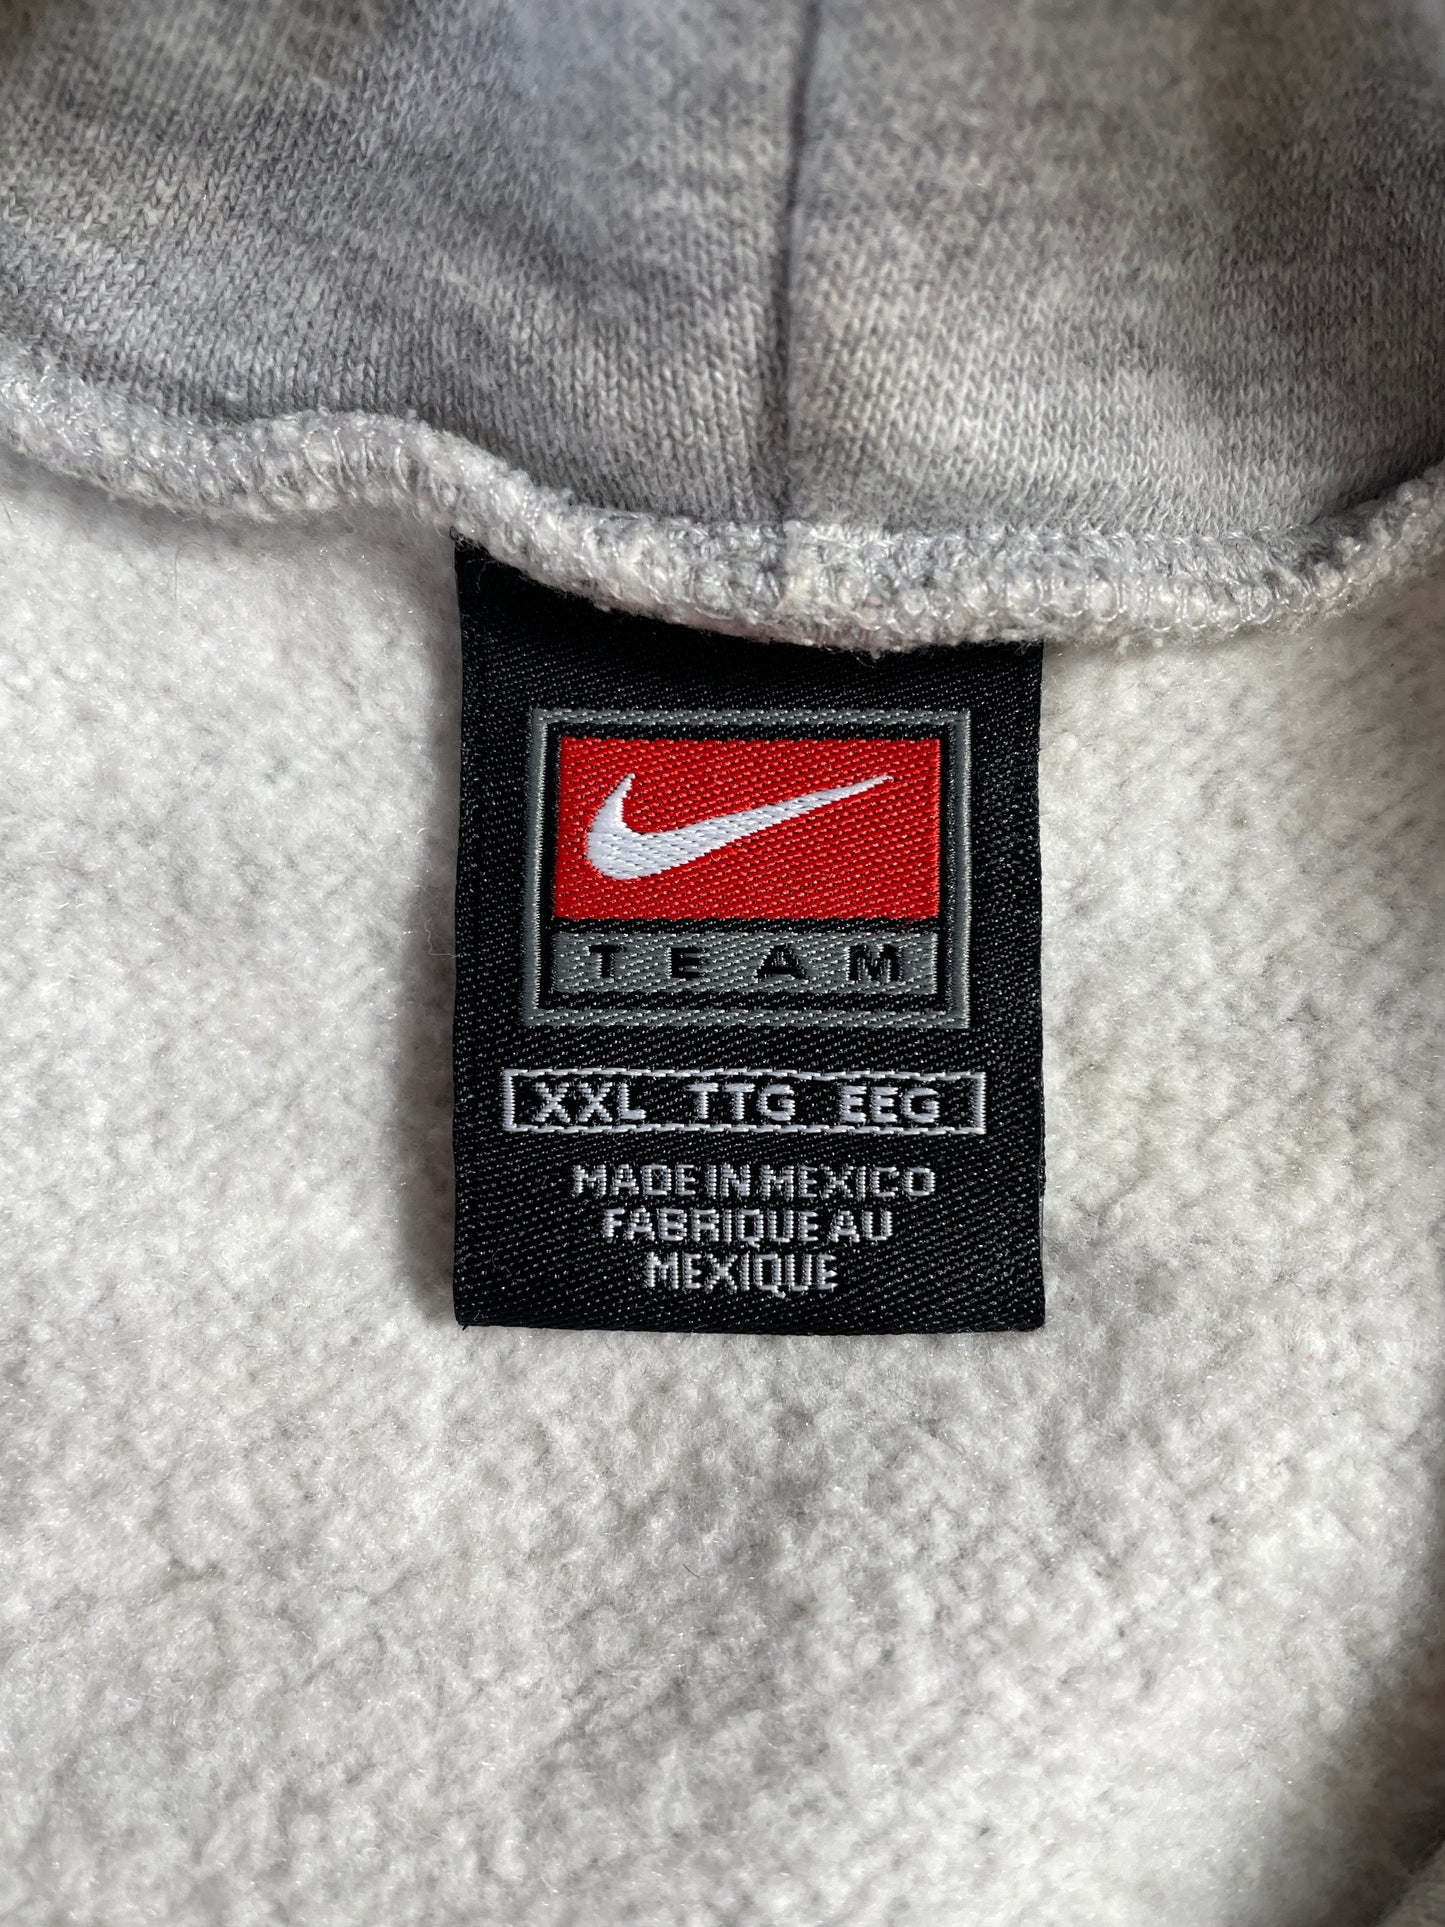 TEAM
XXL TTG EEG
MADE IN MEXICO
FABRIQUE AU
MEXIQUE